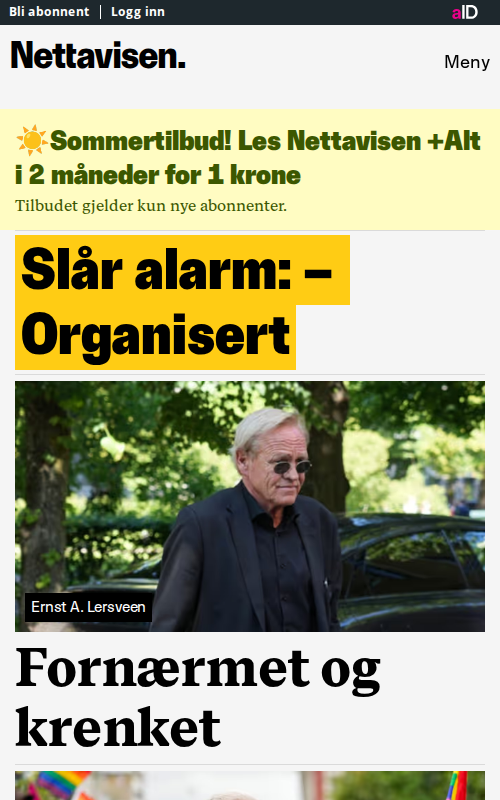 Bli abonnent | Logg inn
aID
Nettavisen.
Meny
☀️Sommertilbud! Les Nettavisen +Alt
i 2 måneder for 1 krone
Tilbudet gjelder kun nye abonnenter.
Slår alarm: –
Organisert
Ernst A. Lersveen
Fornærmet og
krenket